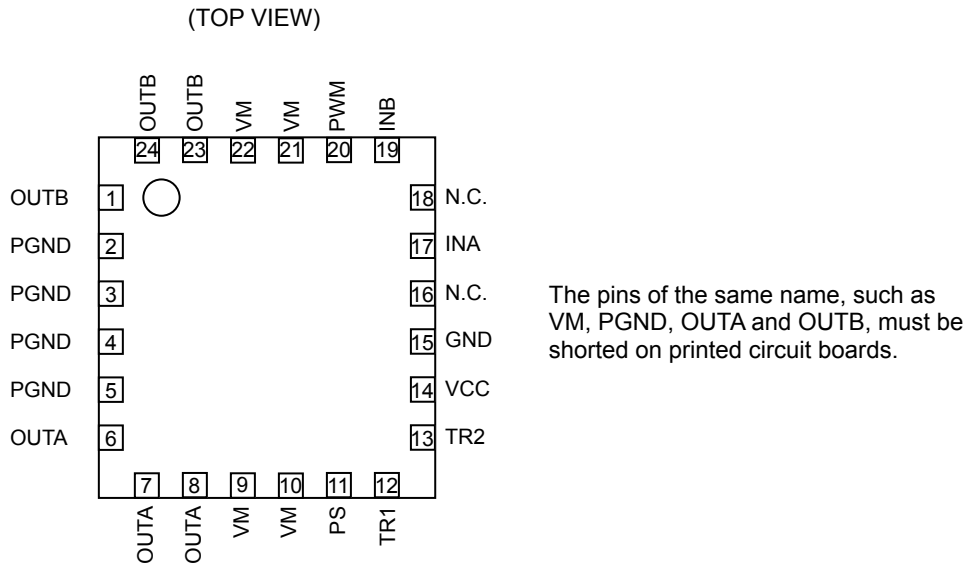 (TOP VIEW)
OUTB OUTB VM VM PWM INB
24 23 22 21 20 19
OUTB 1 18 N.C.
PGND 2 17 INA
PGND 3 16 N.C.
PGND 4 15 GND
PGND 5 14 VCC
OUTA 6 13 TR2
7 8 9 10 11 12
OUTA OUTA VM VM PS TR1
The pins of the same name, such as
VM, PGND, OUTA and OUTB, must be
shorted on printed circuit boards.